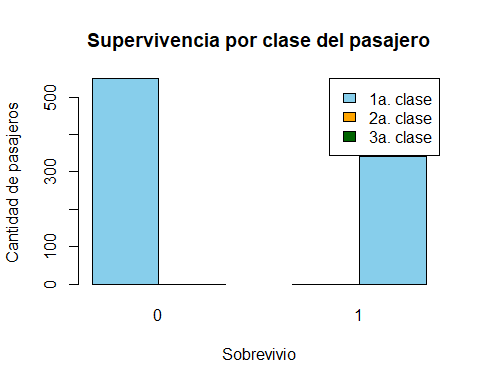 Supervivencia por clase del pasajero
Cantidad de pasajeros
500
300
100
0
1a. clase
2a. clase
3a. clase
0
1
Sobrevivio